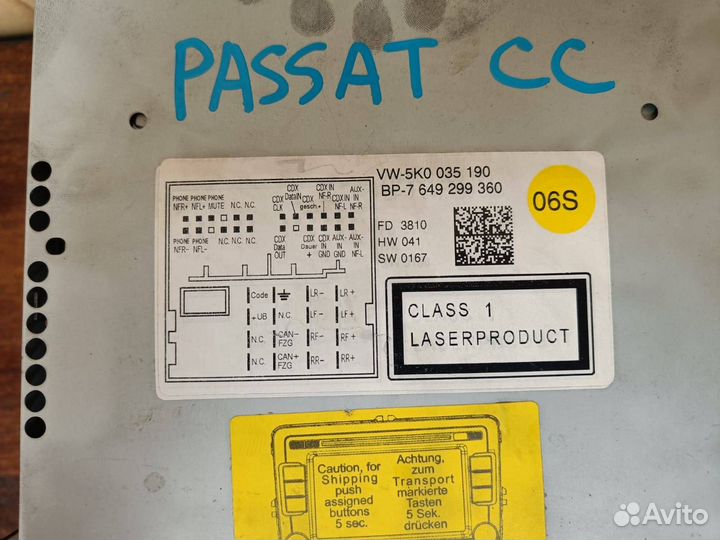 PASSAT CC
VW-5K0 035 190
BP-7 649 299 360
06S
FD 3810
HW 041
SW 0167
CLASS 1
LASERPRODUCT
PHONE NFR+ PHONE NFL+ PHONE MUTE N.C. N.C.
CDX CLK CDX DataIN CDX gesch.+ CDX IN NF-R CDX IN NF-L AUX-IN NF-R
PHONE NFR- PHONE NFL- N.C. N.C. N.C.
CDX Data OUT CDX Dauer + CDX IN GND AUX-IN GND AUX-IN NF-L
Code LR- LR+
+UB N.C. LF- LF+
N.C. CAN- FZG RF- RF+
N.C. CAN+ FZG RR- RR+
Caution, for
Shipping
push
assigned
buttons
5 sec.
Achtung,
zum
Transport
markierte
Tasten
5 Sek.
drücken
Avito